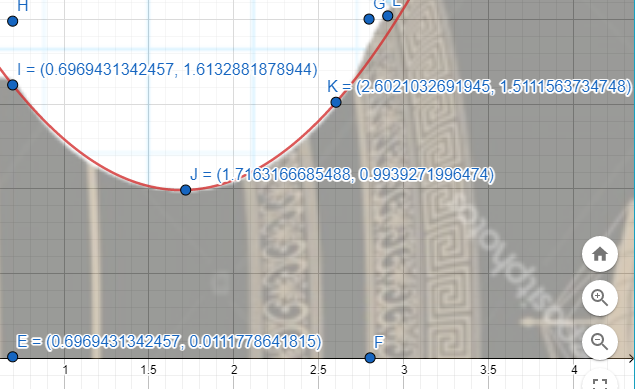 H
G
L
I = (0.6969431342457, 1.6132881878944)
K = (2.6021032691945, 1.5111563734748)
J = (1.7163166685488, 0.9939271996474)
depositphotos
E = (0.6969431342457, 0.0111778641815)
F
1 1.5 2 2.5 3 3.5 4